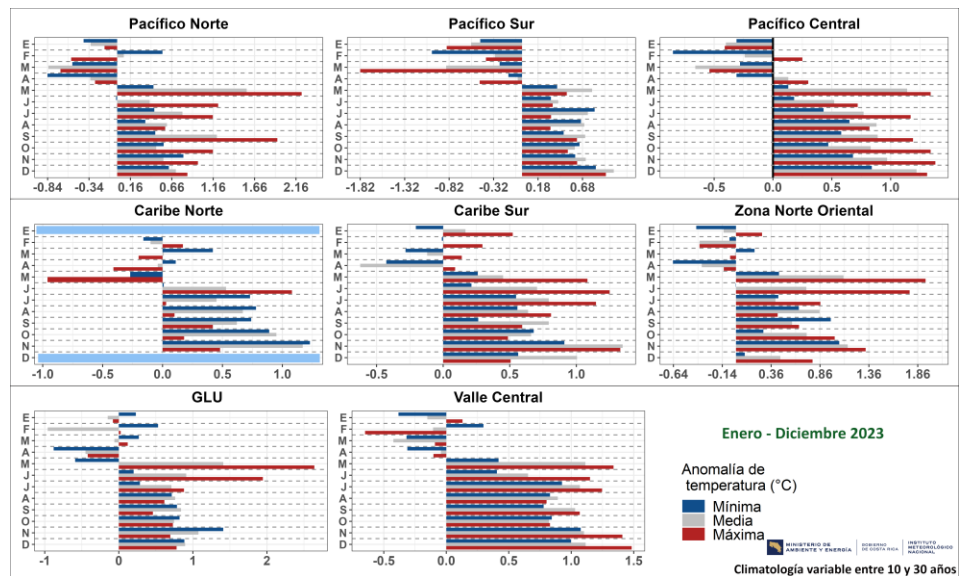 Pacífico Norte
E
F
M
A
M
J
J
A
S
O
N
D
-0.84 -0.34 0.16 0.66 1.16 1.66 2.16
Pacífico Sur
E
F
M
A
M
J
J
A
S
O
N
D
-1.82 -1.32 -0.82 -0.32 0.18 0.68
Pacífico Central
E
F
M
A
M
J
J
A
S
O
N
D
-0.5 0.0 0.5 1.0
Caribe Norte
E
F
M
A
M
J
J
A
S
O
N
D
-1.0 -0.5 0.0 0.5 1.0
Caribe Sur
E
F
M
A
M
J
J
A
S
O
N
D
-0.5 0.0 0.5 1.0
Zona Norte Oriental
E
F
M
A
M
J
J
A
S
O
N
D
-0.64 -0.14 0.36 0.86 1.36 1.86
GLU
E
F
M
A
M
J
J
A
S
O
N
D
-1 0 1 2
Valle Central
E
F
M
A
M
J
J
A
S
O
N
D
-0.5 0.0 0.5 1.0 1.5
Enero - Diciembre 2023
Anomalía de
temperatura (°C)
Mínima
Media
Máxima
MINISTERIO DE
AMBIENTE Y ENERGÍA
GOBIERNO
DE COSTA RICA
INSTITUTO
METEOROLÓGICO
NACIONAL
Climatología variable entre 10 y 30 años